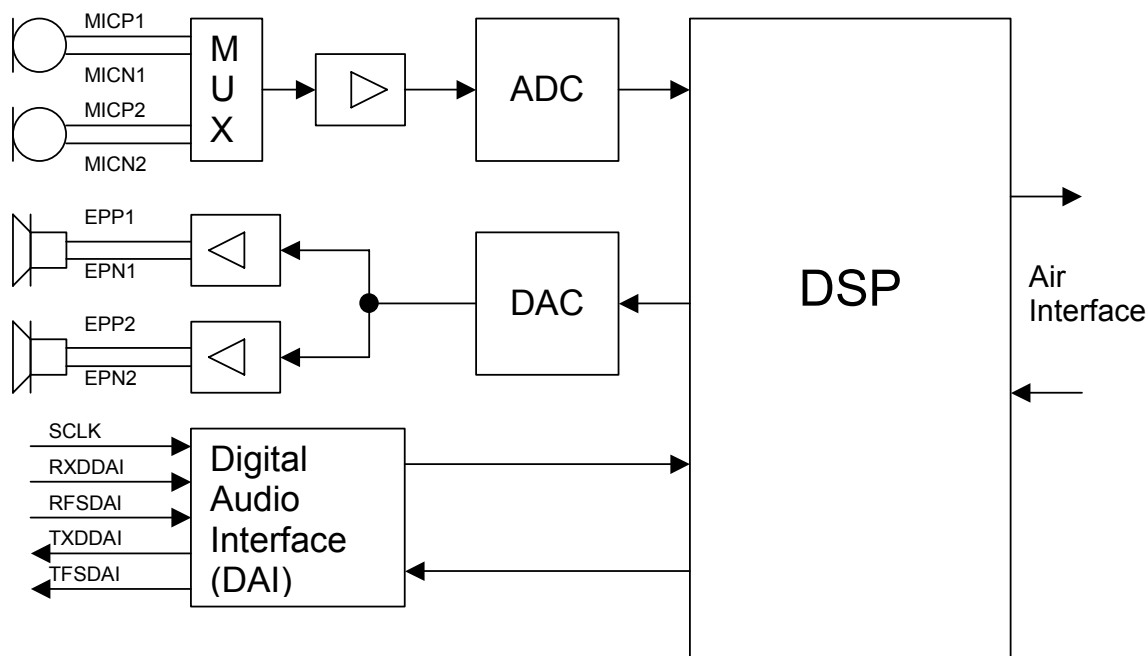 MICP1
MICN1
MICP2
MICN2
M
U
X
ADC
EPP1
EPN1
EPP2
EPN2
DAC
DSP
Air
Interface
SCLK
RXDDAI
RFSDAI
TXDDAI
TFSDAI
Digital
Audio
Interface
(DAI)